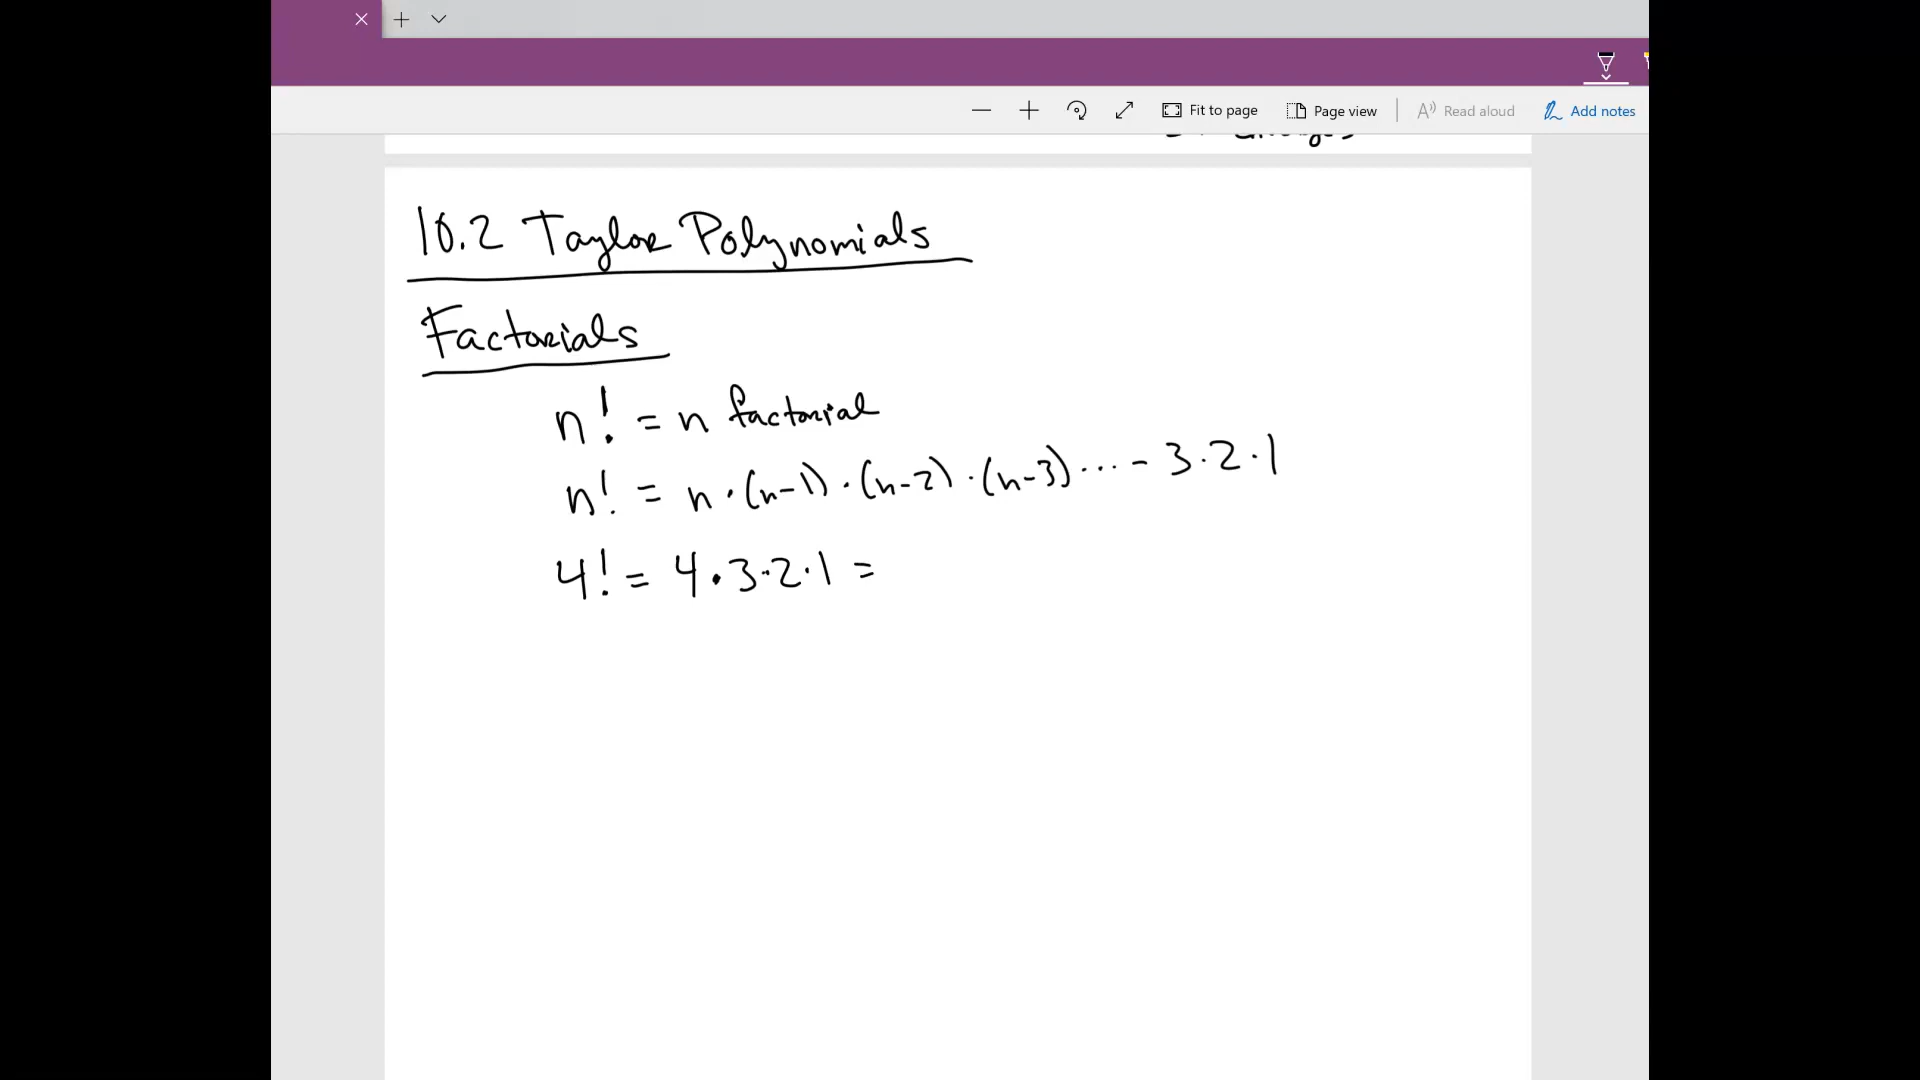 Fit to page Page view Read aloud Add notes
10.2 Taylor Polynomials
Factorials
n! = n factorial
n! = n·(n-1)·(n-2)·(n-3)···- 3·2·1
4! = 4·3·2·1 =